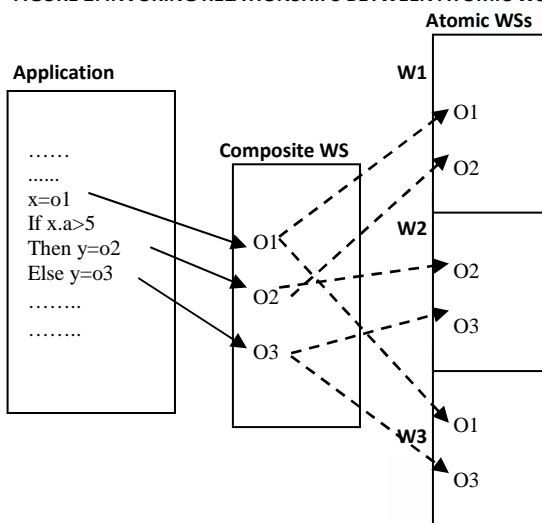 Atomic WSs
Application
W1
O1
O2
Composite WS
......
......
x=o1
If x.a>5
Then y=o2
Else y=o3
........
........
O1
O2
O3
W2
O2
O3
W3
O1
O3